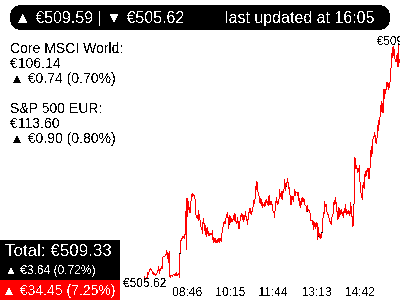 ▲ €509.59 | ▼ €505.62 last updated at 16:05
Core MSCI World:
€106.14
▲ €0.74 (0.70%)
S&P 500 EUR:
€113.60
▲ €0.90 (0.80%)
€509
Total: €509.33
▲ €3.64 (0.72%)
▲ €34.45 (7.25%)
€505.62
08:46 10:15 11:44 13:13 14:42